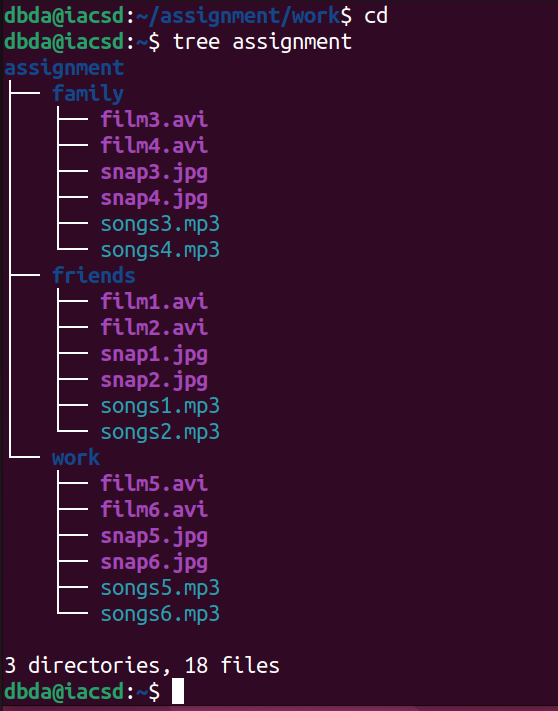 dbda@iacsd:~/assignment/work$ cd
dbda@iacsd:~$ tree assignment
assignment
├── family
│   ├── film3.avi
│   ├── film4.avi
│   ├── snap3.jpg
│   ├── snap4.jpg
│   ├── songs3.mp3
│   └── songs4.mp3
├── friends
│   ├── film1.avi
│   ├── film2.avi
│   ├── snap1.jpg
│   ├── snap2.jpg
│   ├── songs1.mp3
│   └── songs2.mp3
└── work
    ├── film5.avi
    ├── film6.avi
    ├── snap5.jpg
    ├── snap6.jpg
    ├── songs5.mp3
    └── songs6.mp3

3 directories, 18 files
dbda@iacsd:~$